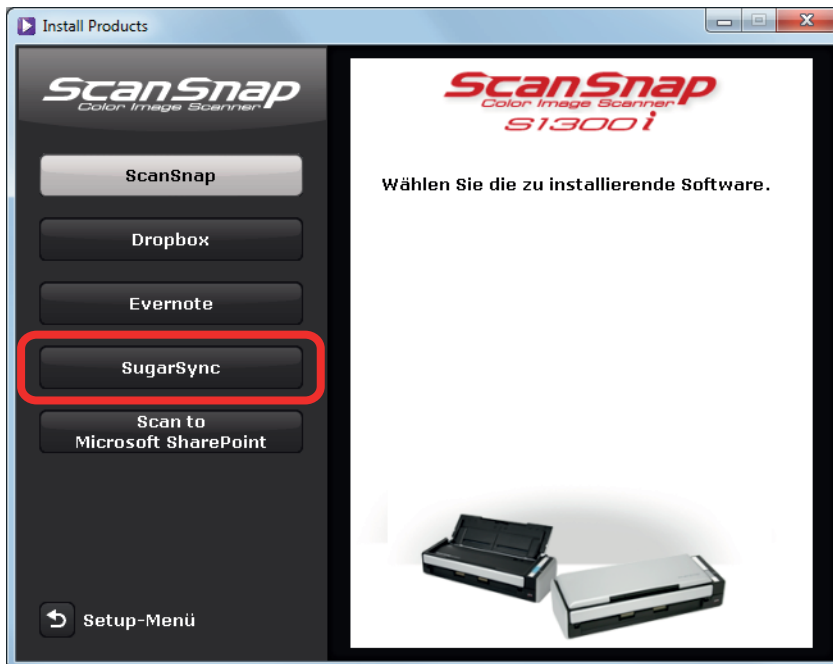 Install Products
ScanSnap
Color Image Scanner
ScanSnap
Dropbox
Evernote
SugarSync
Scan to
Microsoft SharePoint
Setup-Menü
ScanSnap
Color Image Scanner
S1300i
Wählen Sie die zu installierende Software.